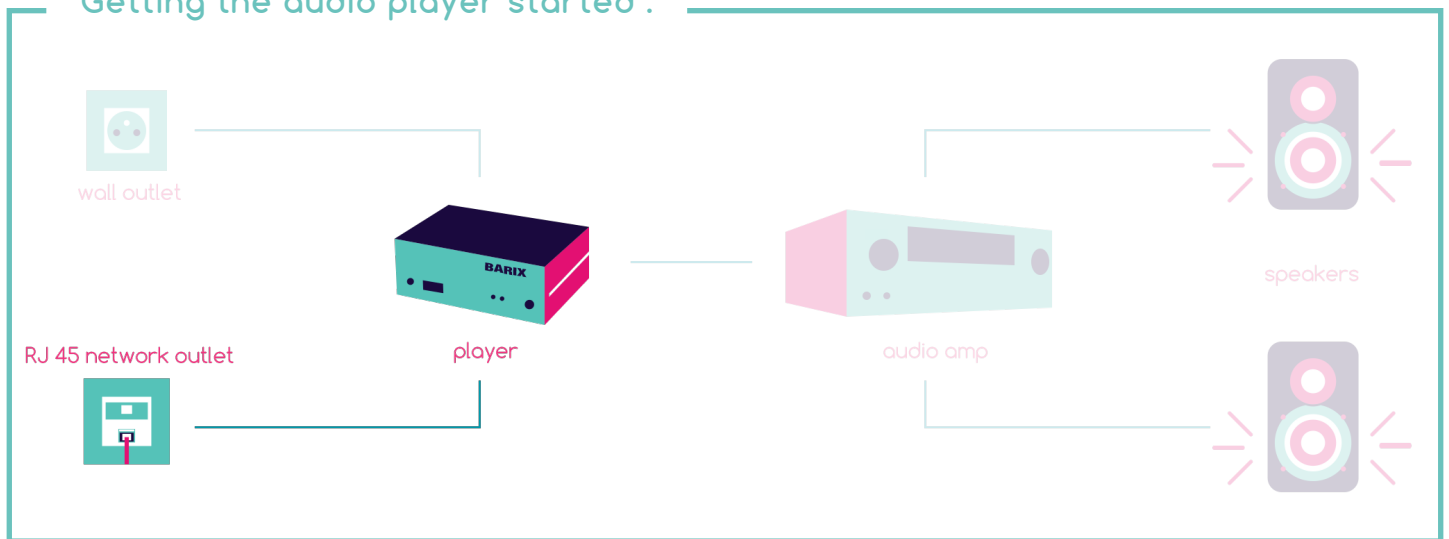 Getting the audio player started :
wall outlet
BARIX
speakers
RJ 45 network outlet
player
audio amp